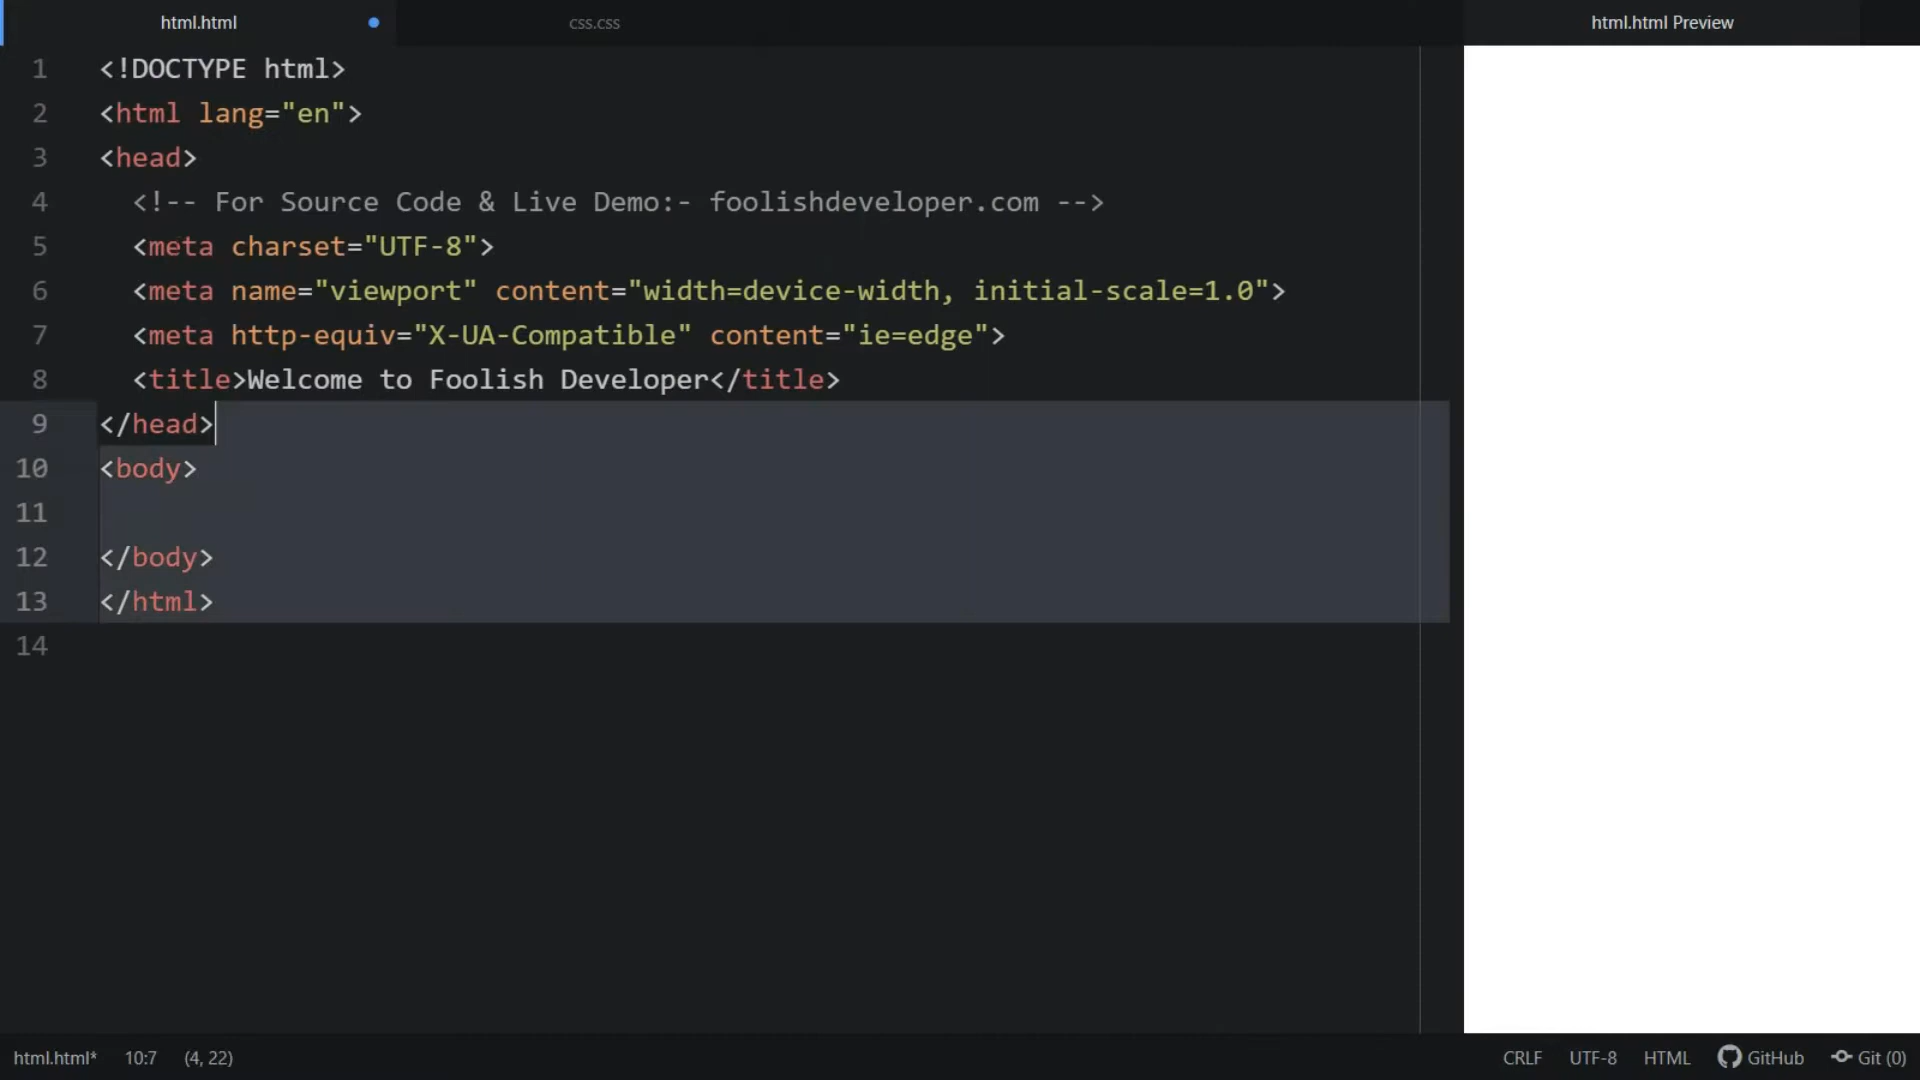 html.html
css.css
html.html Preview
1 <!DOCTYPE html>
2 <html lang="en">
3 <head>
4 <!-- For Source Code & Live Demo:- foolishdeveloper.com -->
5 <meta charset="UTF-8">
6 <meta name="viewport" content="width=device-width, initial-scale=1.0">
7 <meta http-equiv="X-UA-Compatible" content="ie=edge">
8 <title>Welcome to Foolish Developer</title>
9 </head>
10 <body>
11
12 </body>
13 </html>
14
html.html* 10:7 (4, 22) CRLF UTF-8 HTML GitHub Git (0)